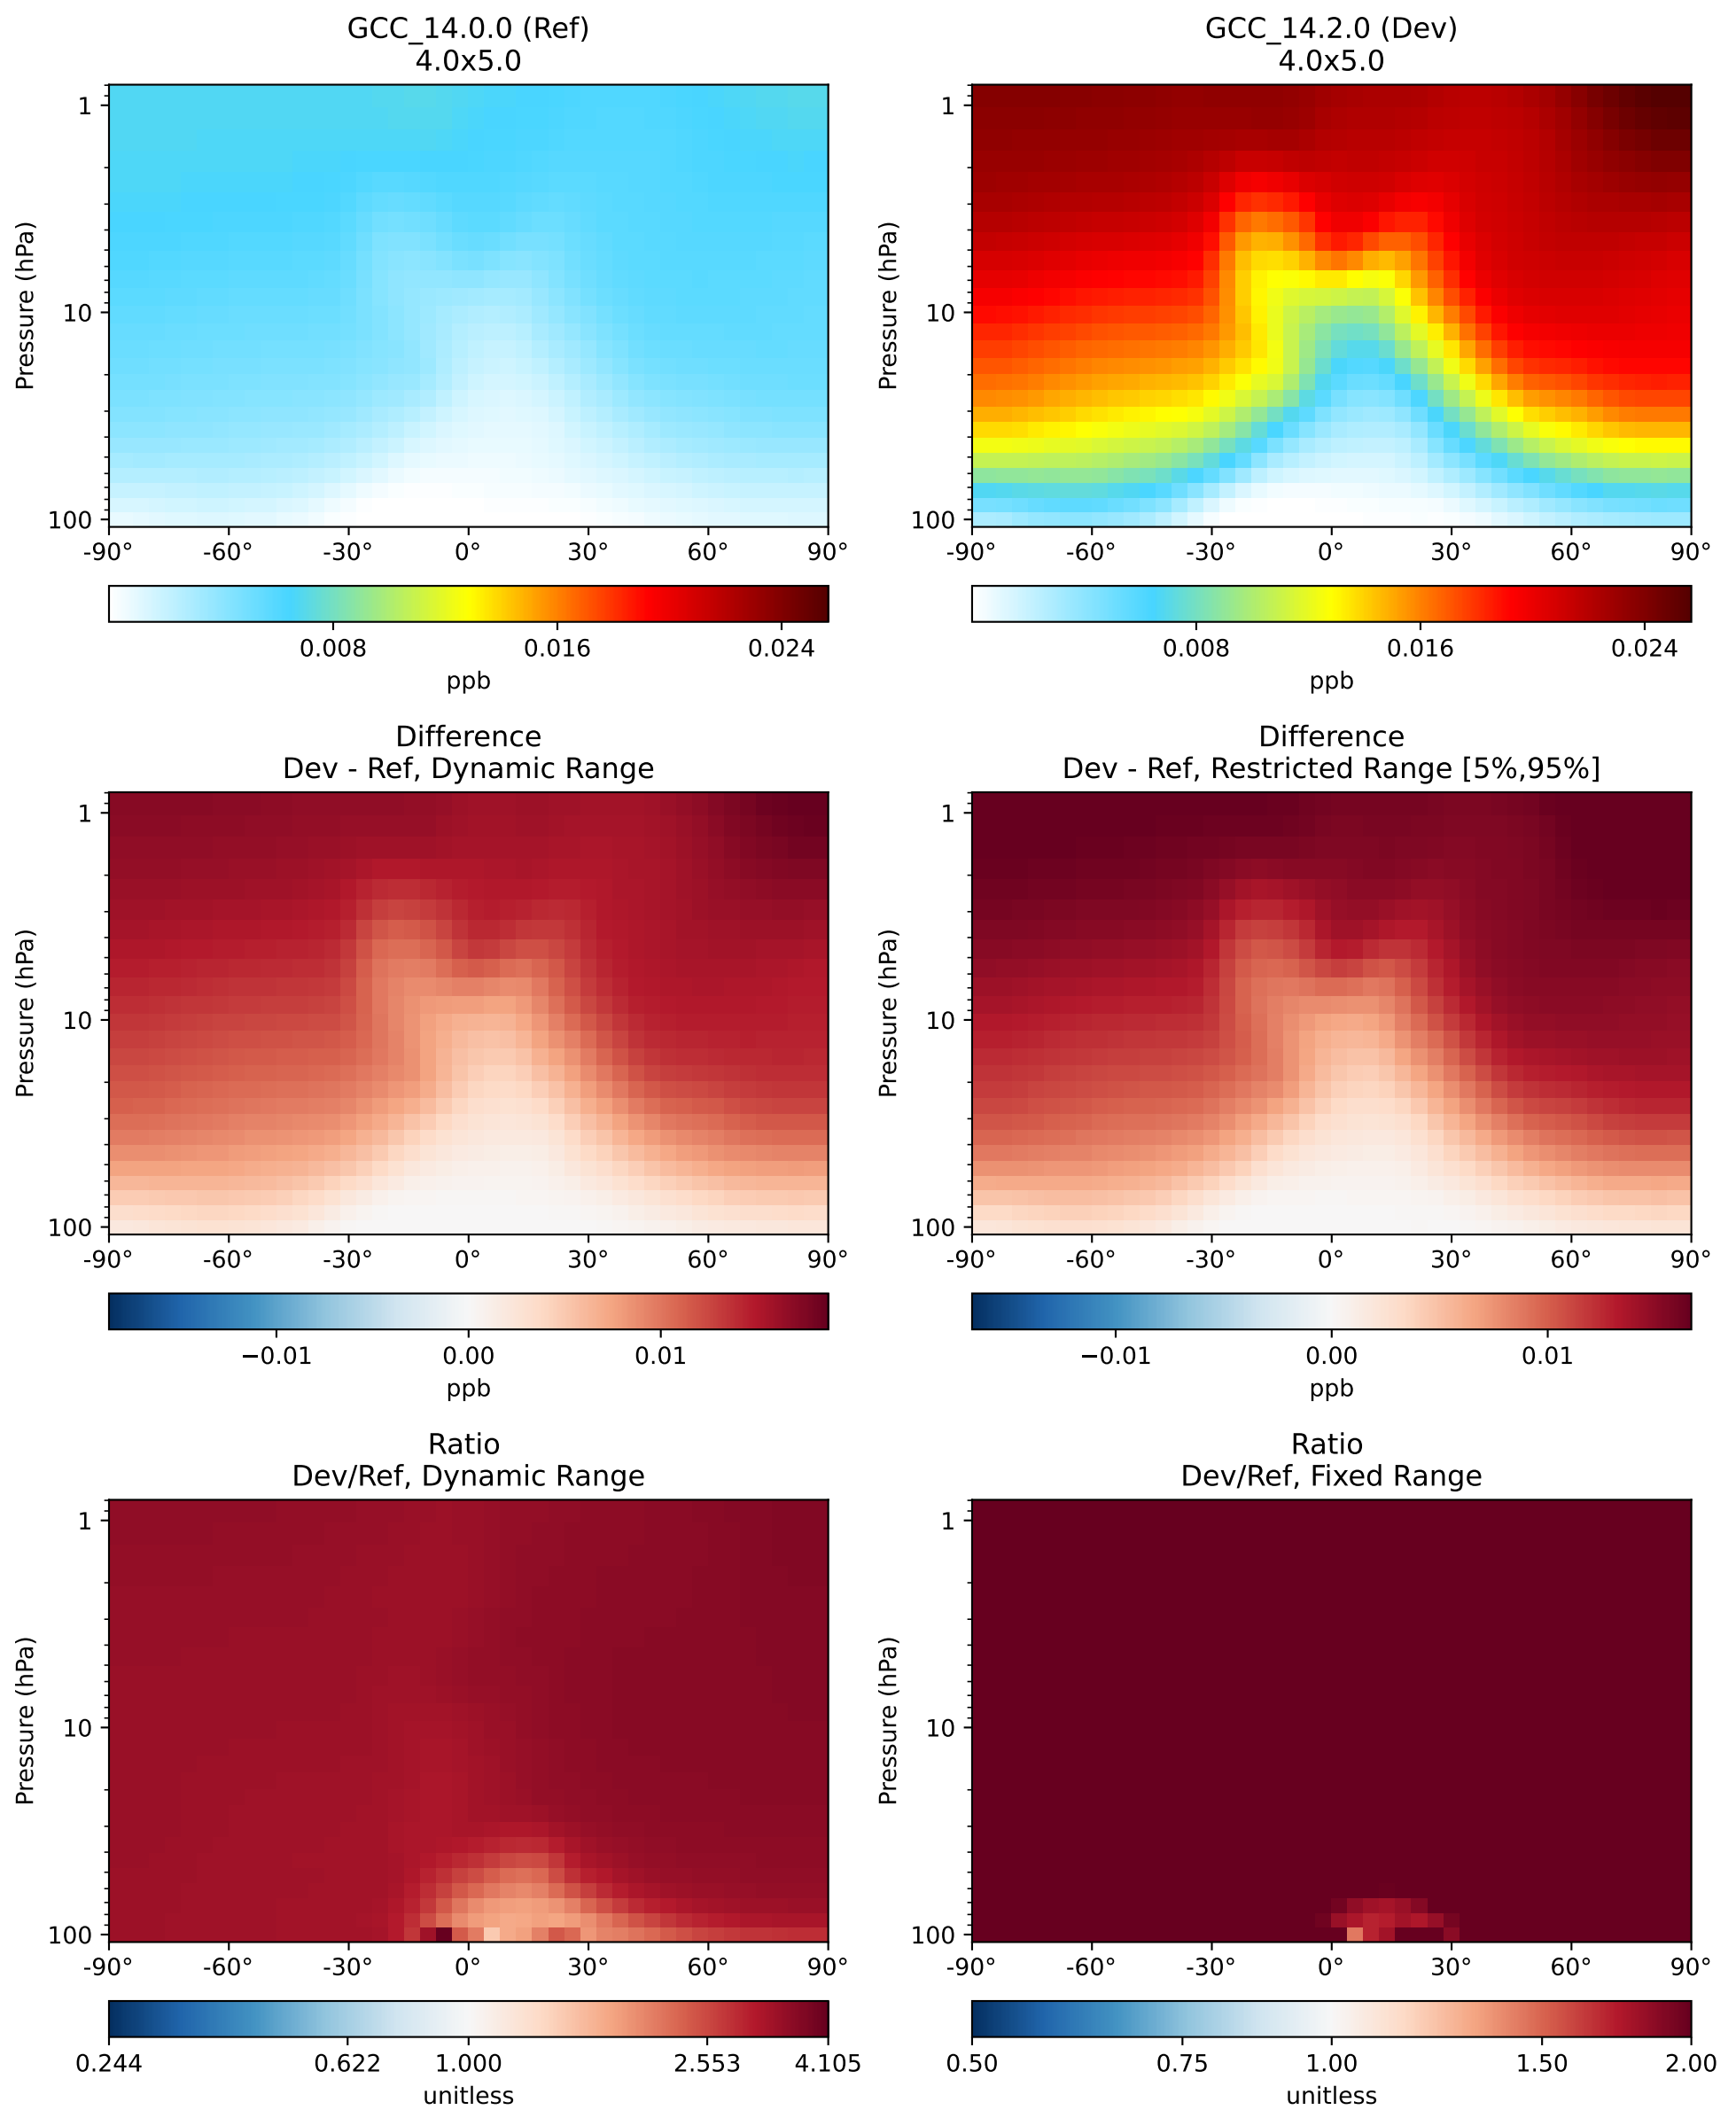 GCC_14.0.0 (Ref)
4.0x5.0
Pressure (hPa)
1
10
100
-90° -60° -30° 0° 30° 60° 90°
0.008 0.016 0.024
ppb
GCC_14.2.0 (Dev)
4.0x5.0
Pressure (hPa)
1
10
100
-90° -60° -30° 0° 30° 60° 90°
0.008 0.016 0.024
ppb
Difference
Dev - Ref, Dynamic Range
Pressure (hPa)
1
10
100
-90° -60° -30° 0° 30° 60° 90°
−0.01 0.00 0.01
ppb
Difference
Dev - Ref, Restricted Range [5%,95%]
Pressure (hPa)
1
10
100
-90° -60° -30° 0° 30° 60° 90°
−0.01 0.00 0.01
ppb
Ratio
Dev/Ref, Dynamic Range
Pressure (hPa)
1
10
100
-90° -60° -30° 0° 30° 60° 90°
0.244 0.622 1.000 2.553 4.105
unitless
Ratio
Dev/Ref, Fixed Range
Pressure (hPa)
1
10
100
-90° -60° -30° 0° 30° 60° 90°
0.50 0.75 1.00 1.50 2.00
unitless